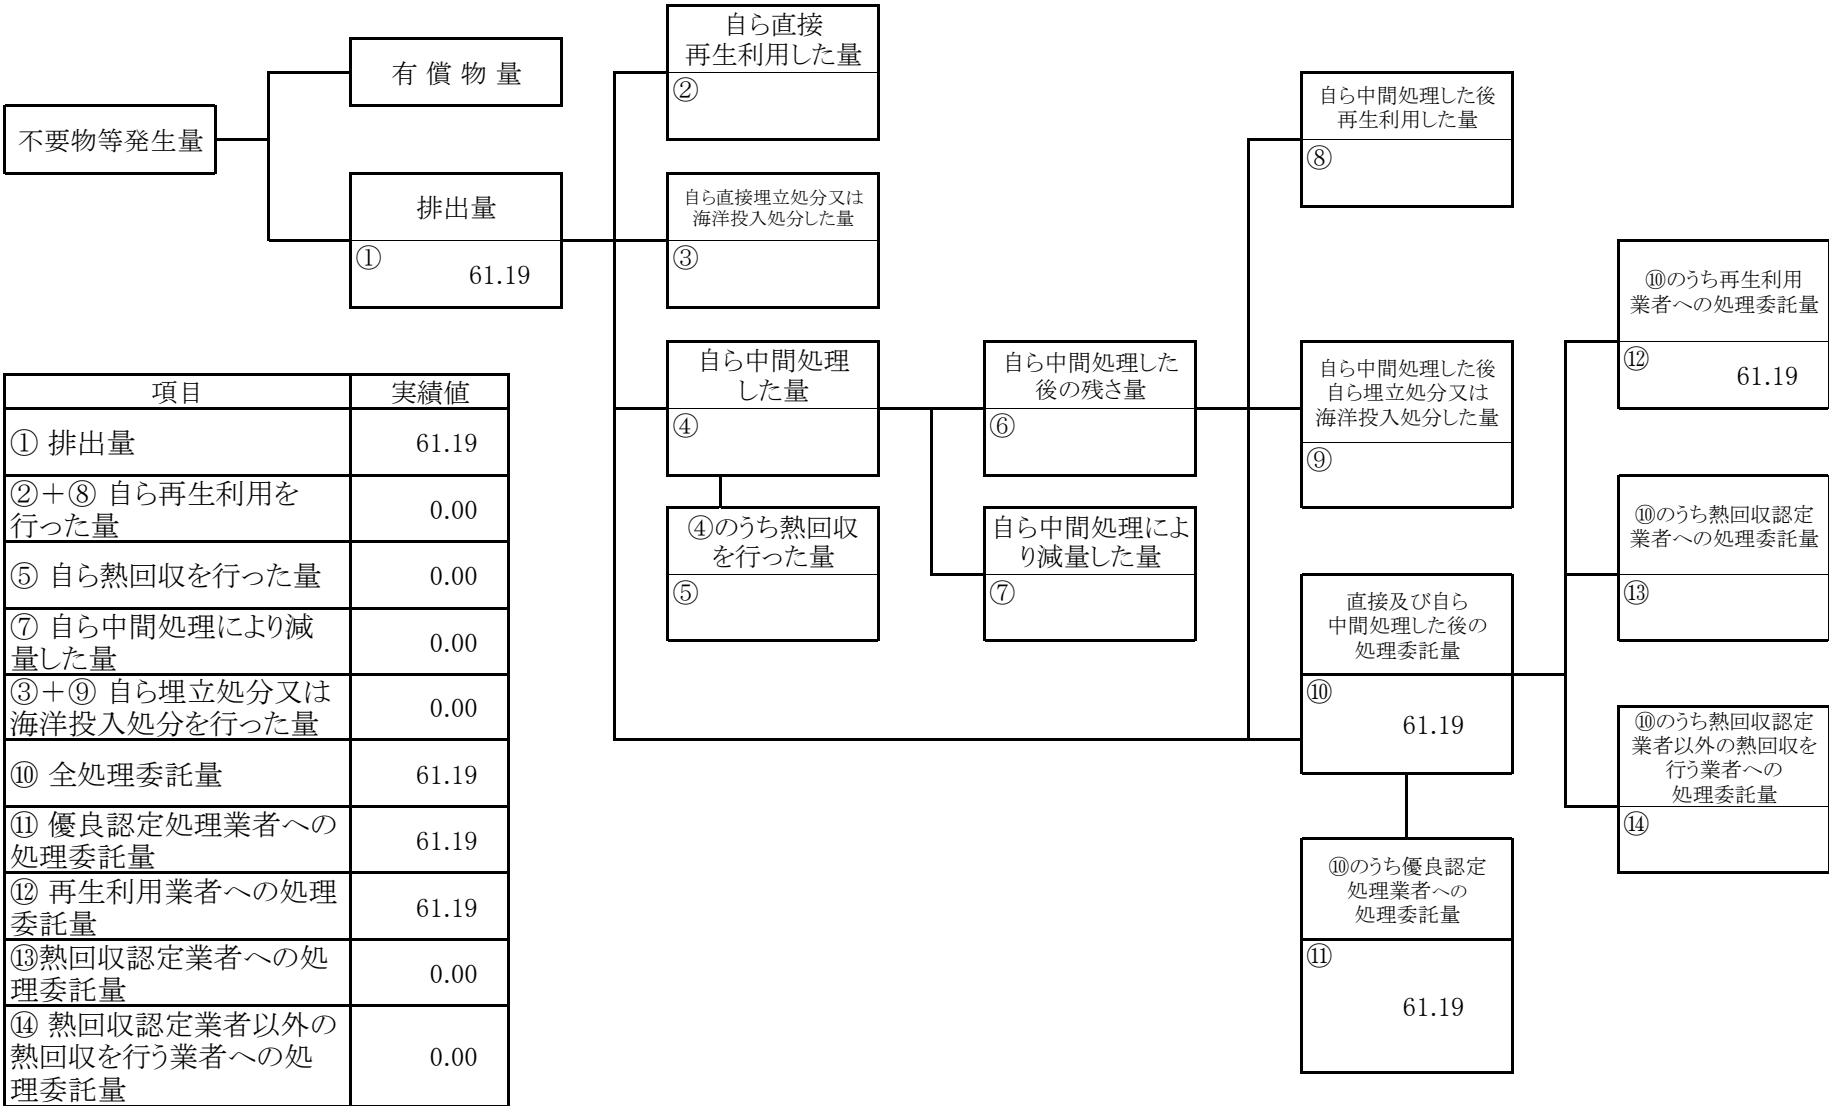 不要物等発生量
有 償 物 量
排出量
①
61.19
自ら直接
再生利用した量
②
自ら直接埋立処分又は
海洋投入処分した量
③
自ら中間処理
した量
④
④のうち熱回収
を行った量
⑤
自ら中間処理した
後の残さ量
⑥
自ら中間処理によ
り減量した量
⑦
自ら中間処理した後
再生利用した量
⑧
自ら中間処理した後
自ら埋立処分又は
海洋投入処分した量
⑨
直接及び自ら
中間処理した後の
処理委託量
⑩
61.19
⑩のうち優良認定
処理業者への
処理委託量
⑪
61.19
⑩のうち再生利用
業者への処理委託量
⑫
61.19
⑩のうち熱回収認定
業者への処理委託量
⑬
⑩のうち熱回収認定
業者以外の熱回収を
行う業者への
処理委託量
⑭
項目 実績値
① 排出量 61.19
②＋⑧ 自ら再生利用を
行った量 0.00
⑤ 自ら熱回収を行った量 0.00
⑦ 自ら中間処理により減
量した量 0.00
③＋⑨ 自ら埋立処分又は
海洋投入処分を行った量 0.00
⑩ 全処理委託量 61.19
⑪ 優良認定処理業者への
処理委託量 61.19
⑫ 再生利用業者への処理
委託量 61.19
⑬熱回収認定業者への処
理委託量 0.00
⑭ 熱回収認定業者以外の
熱回収を行う業者への処
理委託量 0.00